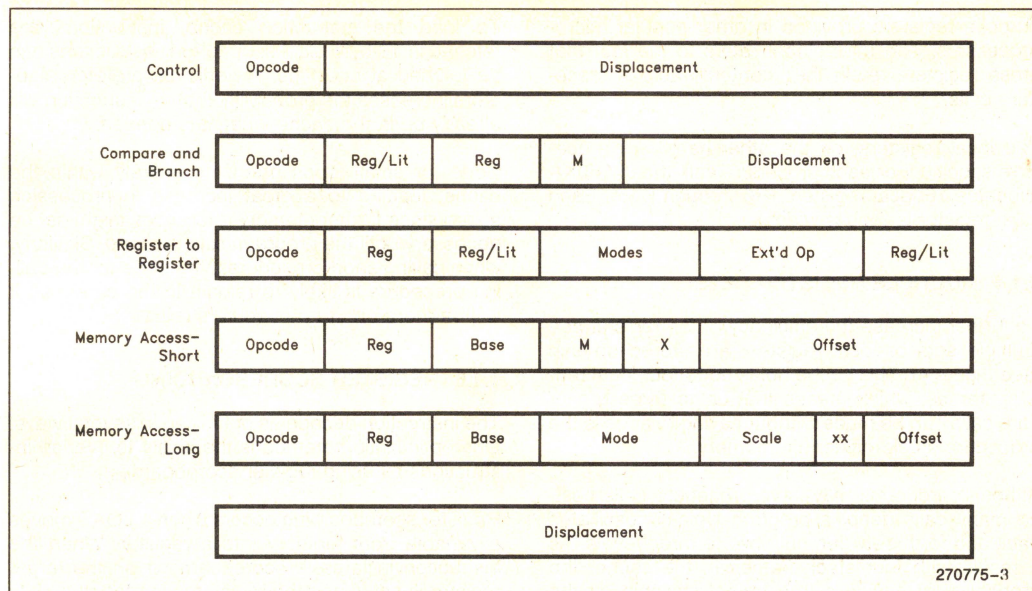 Control Opcode Displacement
Compare and
Branch Opcode Reg/Lit Reg M Displacement
Register to
Register Opcode Reg Reg/Lit Modes Ext'd Op Reg/Lit
Memory Access–
Short Opcode Reg Base M X Offset
Memory Access–
Long Opcode Reg Base Mode Scale xx Offset
Displacement
270775–3